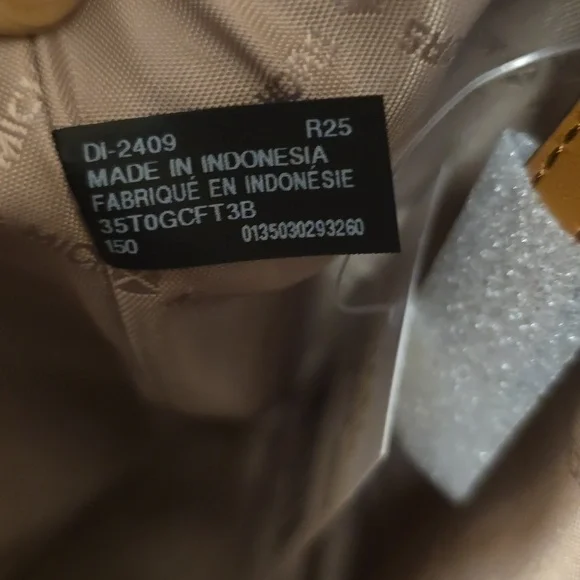 DI-2409 R25
MADE IN INDONESIA
FABRIQUÉ EN INDONÉSIE
35T0GCFT3B
150 0135030293260